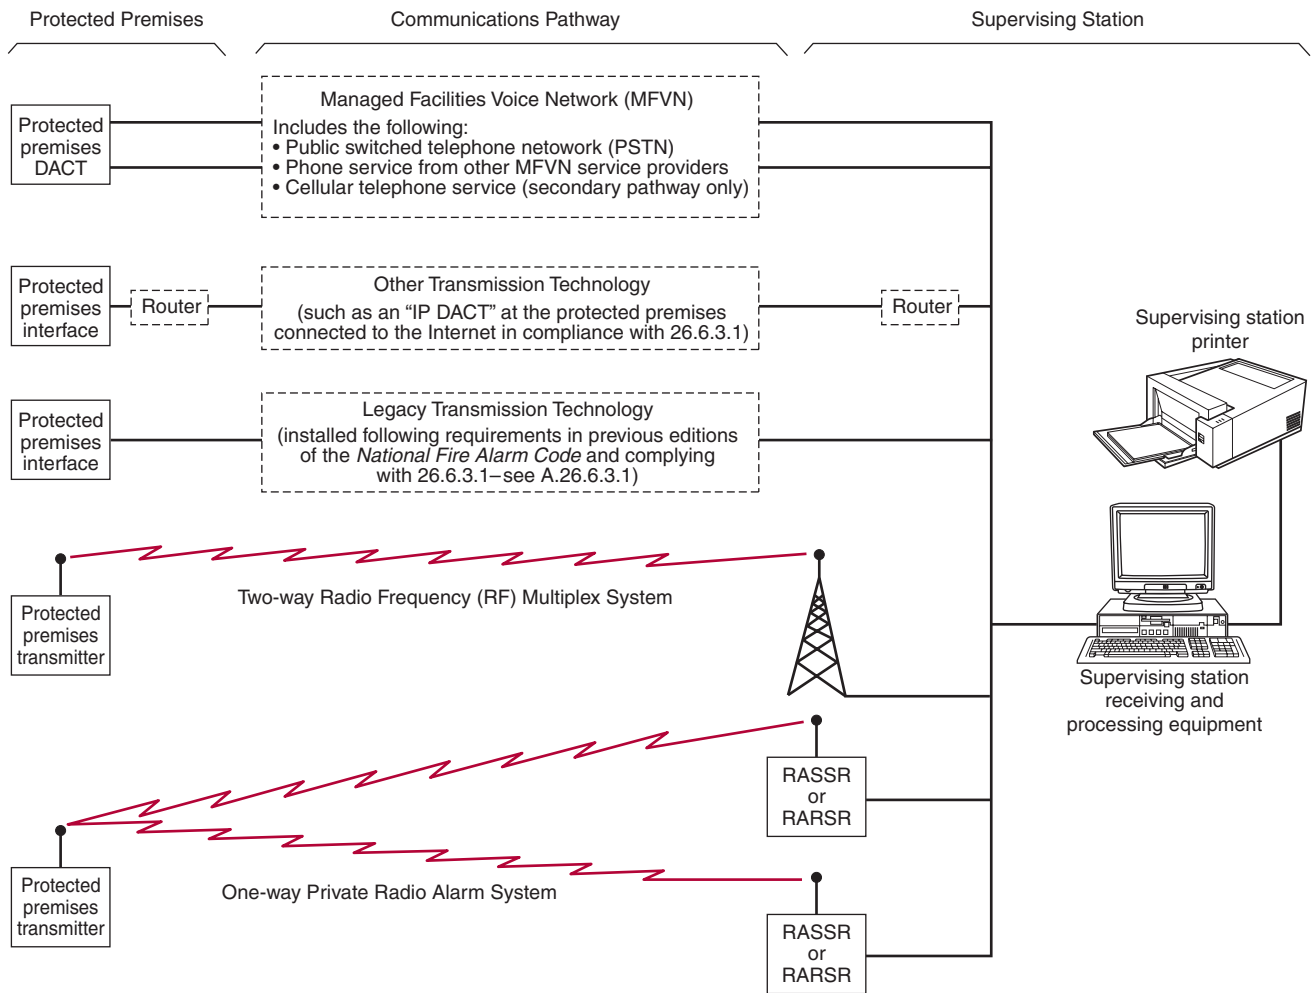 Protected Premises
Communications Pathway
Supervising Station
Protected
premises
DACT
Managed Facilities Voice Network (MFVN)
Includes the following:
• Public switched telephone netowork (PSTN)
• Phone service from other MFVN service providers
• Cellular telephone service (secondary pathway only)
Protected
premises
interface
Router
Other Transmission Technology
(such as an “IP DACT” at the protected premises
connected to the Internet in compliance with 26.6.3.1)
Router
Supervising station
printer
Protected
premises
interface
Legacy Transmission Technology
(installed following requirements in previous editions
of the National Fire Alarm Code and complying
with 26.6.3.1–see A.26.6.3.1)
Protected
premises
transmitter
Two-way Radio Frequency (RF) Multiplex System
Supervising station
receiving and
processing equipment
RASSR
or
RARSR
Protected
premises
transmitter
One-way Private Radio Alarm System
RASSR
or
RARSR